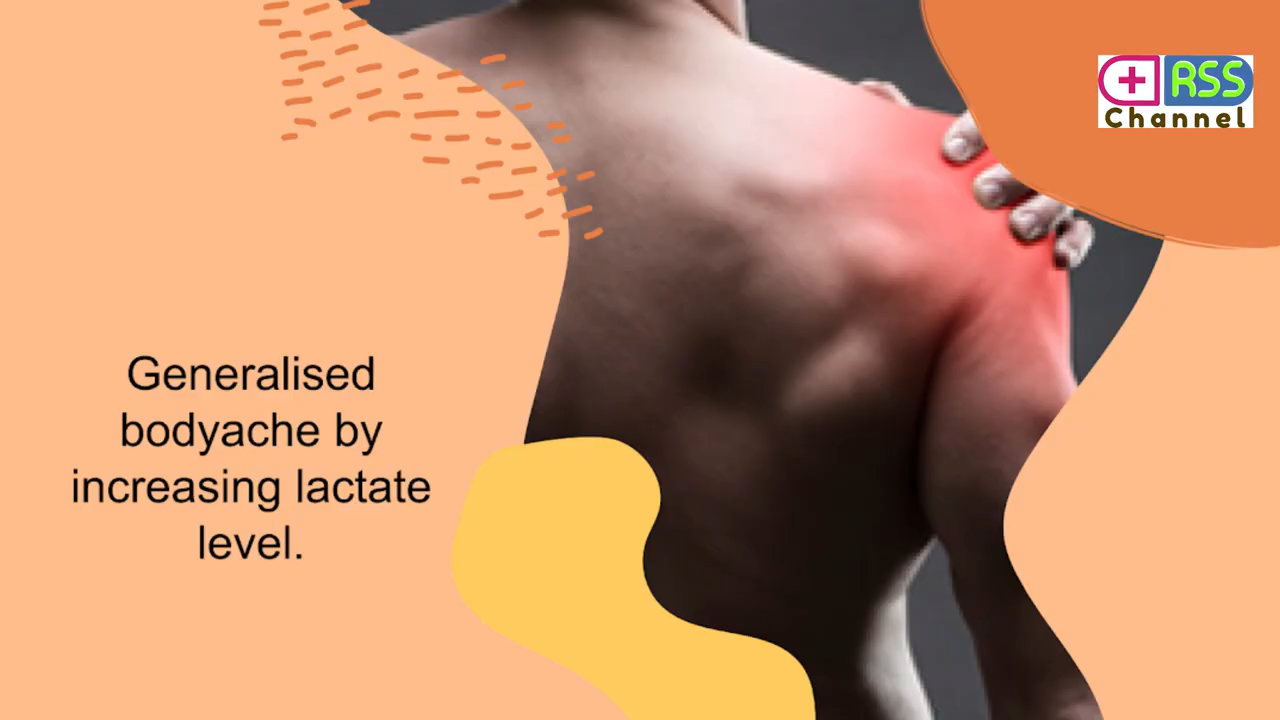 RSS
Channel
Generalised
bodyache by
increasing lactate
level.